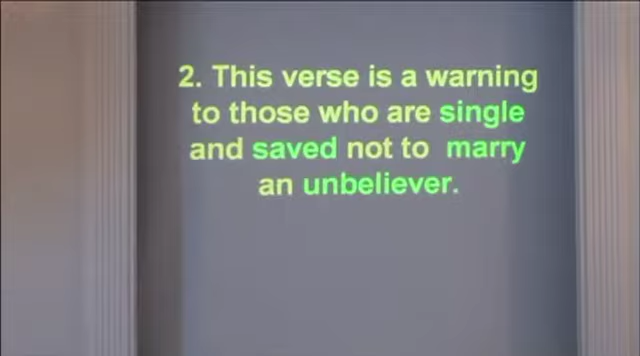 2. This verse is a warning
to those who are single
and saved not to marry
an unbeliever.